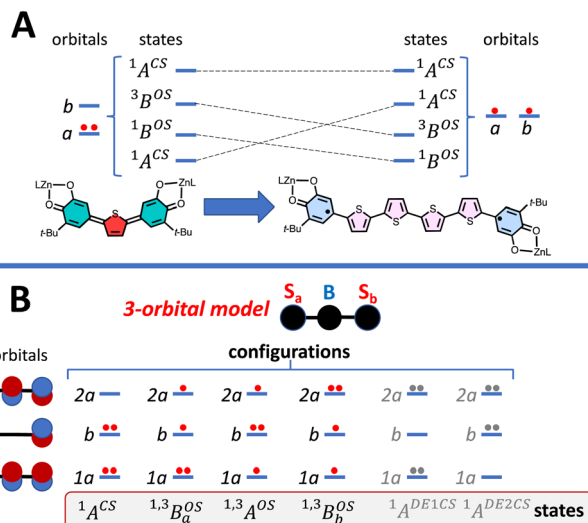 A
orbitals states states orbitals
¹A^CS ¹A^CS
³B^OS ¹A^CS
b
a
¹B^OS ³B^OS
a b
¹A^CS ¹B^OS
LZn O O O O ZnL
S
t-Bu t-Bu
LZn O O
t-Bu
S S S S
t-Bu
O O ZnL
B
3-orbital model
S_a B S_b
configurations
orbitals
2a 2a 2a 2a 2a 2a
b b b b b b
1a 1a 1a 1a 1a 1a
¹A^CS ¹,³B_a^OS ¹,³A^OS ¹,³B_b^OS ¹A^DE1CS ¹A^DE2CS states